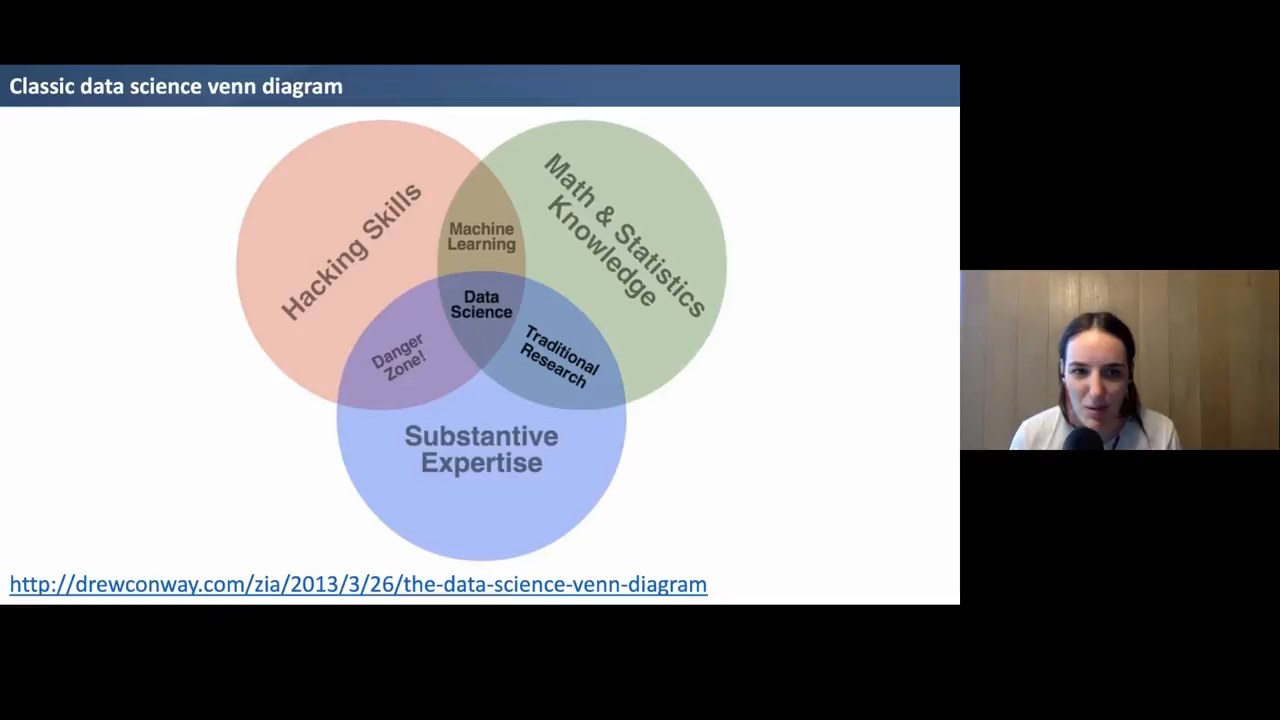 Classic data science venn diagram
Hacking Skills
Math & Statistics
Knowledge
Machine
Learning
Data
Science
Danger
Zone!
Traditional
Research
Substantive
Expertise
http://drewconway.com/zia/2013/3/26/the-data-science-venn-diagram